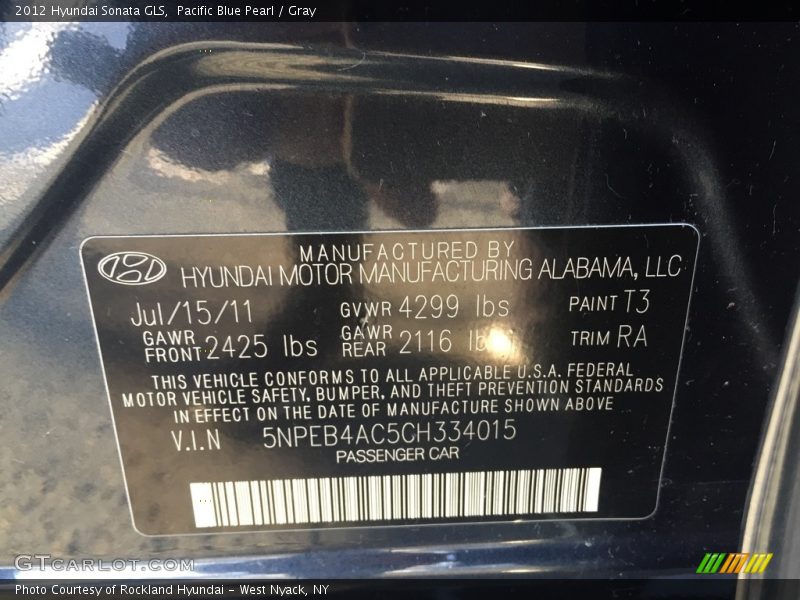 2012 Hyundai Sonata GLS,  Pacific Blue Pearl / Gray
MANUFACTURED BY
HYUNDAI MOTOR MANUFACTURING ALABAMA, LLC
Jul/15/11 GVWR 4299 lbs PAINT T3
GAWR FRONT 2425 lbs GAWR REAR 2116 lbs TRIM RA
THIS VEHICLE CONFORMS TO ALL APPLICABLE U.S.A. FEDERAL
MOTOR VEHICLE SAFETY, BUMPER, AND THEFT PREVENTION STANDARDS
IN EFFECT ON THE DATE OF MANUFACTURE SHOWN ABOVE
V.I.N 5NPEB4AC5CH334015
PASSENGER CAR
GTCARLOT.COM
Photo Courtesy of Rockland Hyundai - West Nyack, NY